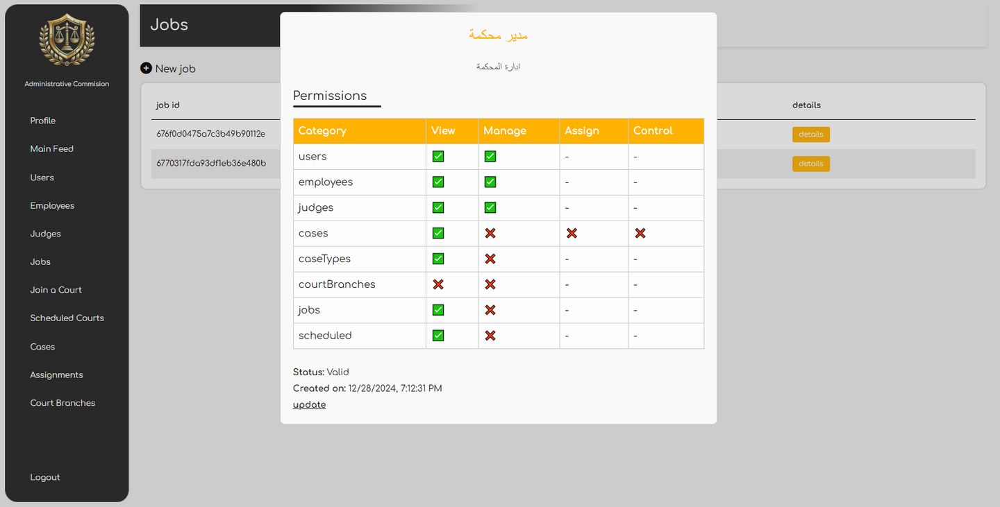 Administrative Commision
Profile
Main Feed
Users
Employees
Judges
Jobs
Join a Court
Scheduled Courts
Cases
Assignments
Court Branches
Logout
Jobs
New job
job id details
676f0d0475a7c3b49b90112e details
6770317fda93df1eb36e480b details
مدير محكمة
ادارة المحكمة
Permissions
Category View Manage Assign Control
users ✅ ✅ - -
employees ✅ ✅ - -
judges ✅ ✅ - -
cases ✅ ❌ ❌ ❌
caseTypes ✅ ❌ - -
courtBranches ❌ ❌ - -
jobs ✅ ❌ - -
scheduled ✅ ❌ - -
Status: Valid
Created on: 12/28/2024, 7:12:31 PM
update